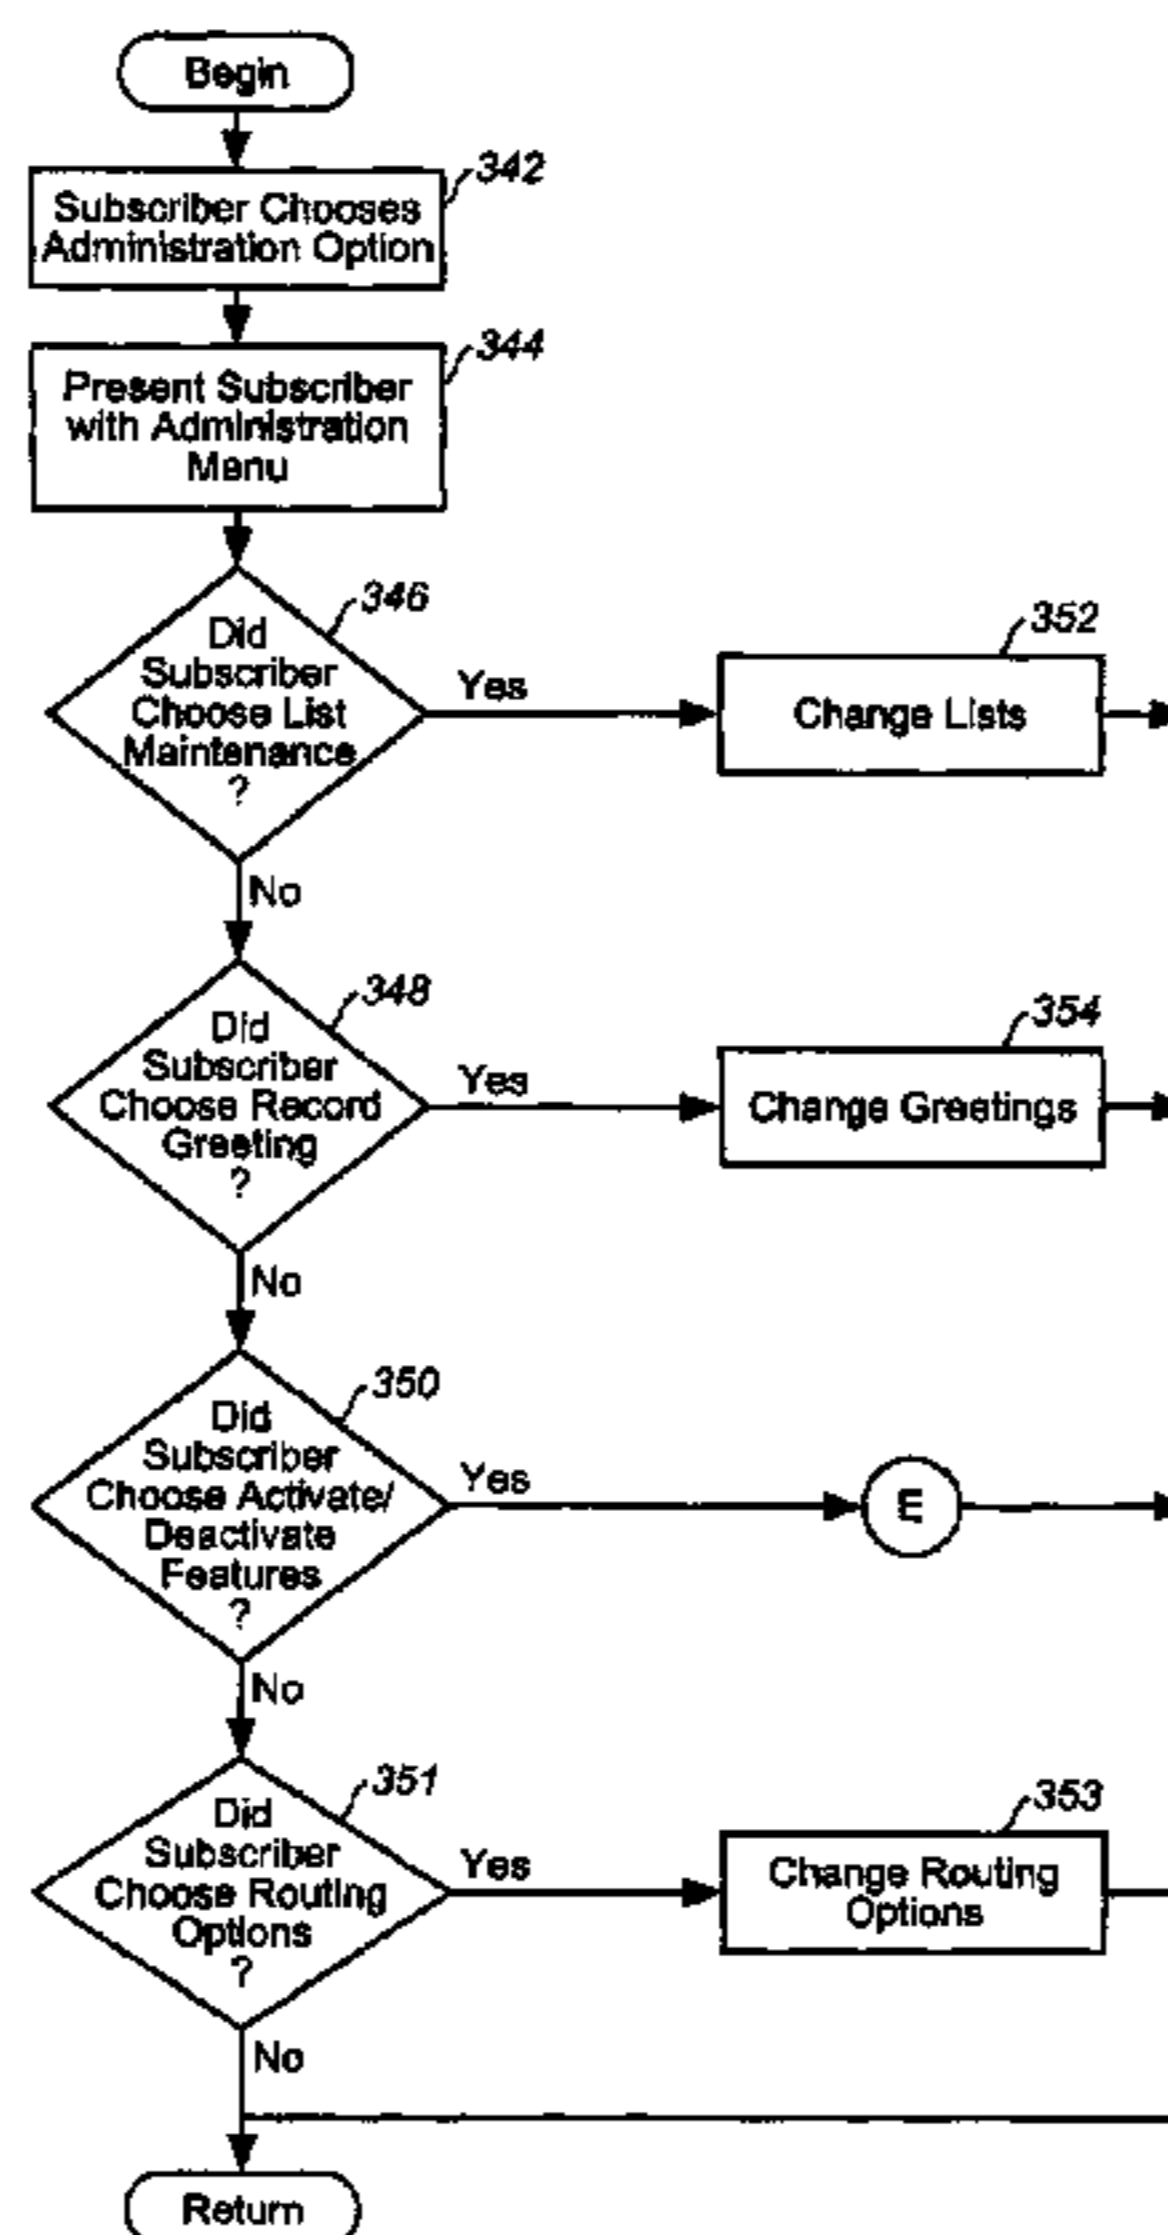 Begin
342
Subscriber Chooses
Administration Option
344
Present Subscriber
with Administration
Menu
346
Did
Subscriber
Choose List
Maintenance
?
Yes
352
Change Lists
No
348
Did
Subscriber
Choose Record
Greeting
?
Yes
354
Change Greetings
No
350
Did
Subscriber
Choose Activate/
Deactivate
Features
?
Yes
E
No
351
Did
Subscriber
Choose Routing
Options
?
Yes
353
Change Routing
Options
No
Return